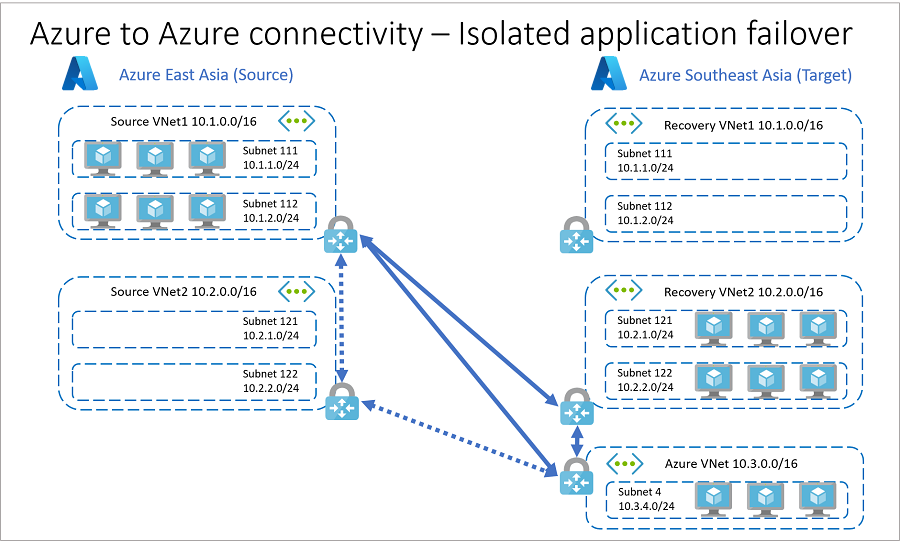 Azure to Azure connectivity – Isolated application failover
Azure East Asia (Source)
Source VNet1 10.1.0.0/16
Subnet 111
10.1.1.0/24
Subnet 112
10.1.2.0/24
Source VNet2 10.2.0.0/16
Subnet 121
10.2.1.0/24
Subnet 122
10.2.2.0/24
Azure Southeast Asia (Target)
Recovery VNet1 10.1.0.0/16
Subnet 111
10.1.1.0/24
Subnet 112
10.1.2.0/24
Recovery VNet2 10.2.0.0/16
Subnet 121
10.2.1.0/24
Subnet 122
10.2.2.0/24
Azure VNet 10.3.0.0/16
Subnet 4
10.3.4.0/24